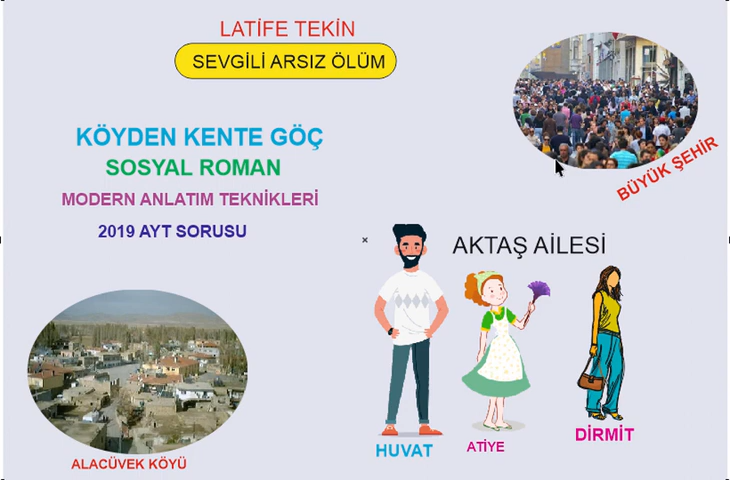 LATİFE TEKİN
SEVGİLİ ARSIZ ÖLÜM
KÖYDEN KENTE GÖÇ
SOSYAL ROMAN
MODERN ANLATIM TEKNİKLERİ
2019 AYT SORUSU
BÜYÜK ŞEHİR
AKTAŞ AİLESİ
HUVAT
ATİYE
DİRMİT
ALACÜVEK KÖYÜ